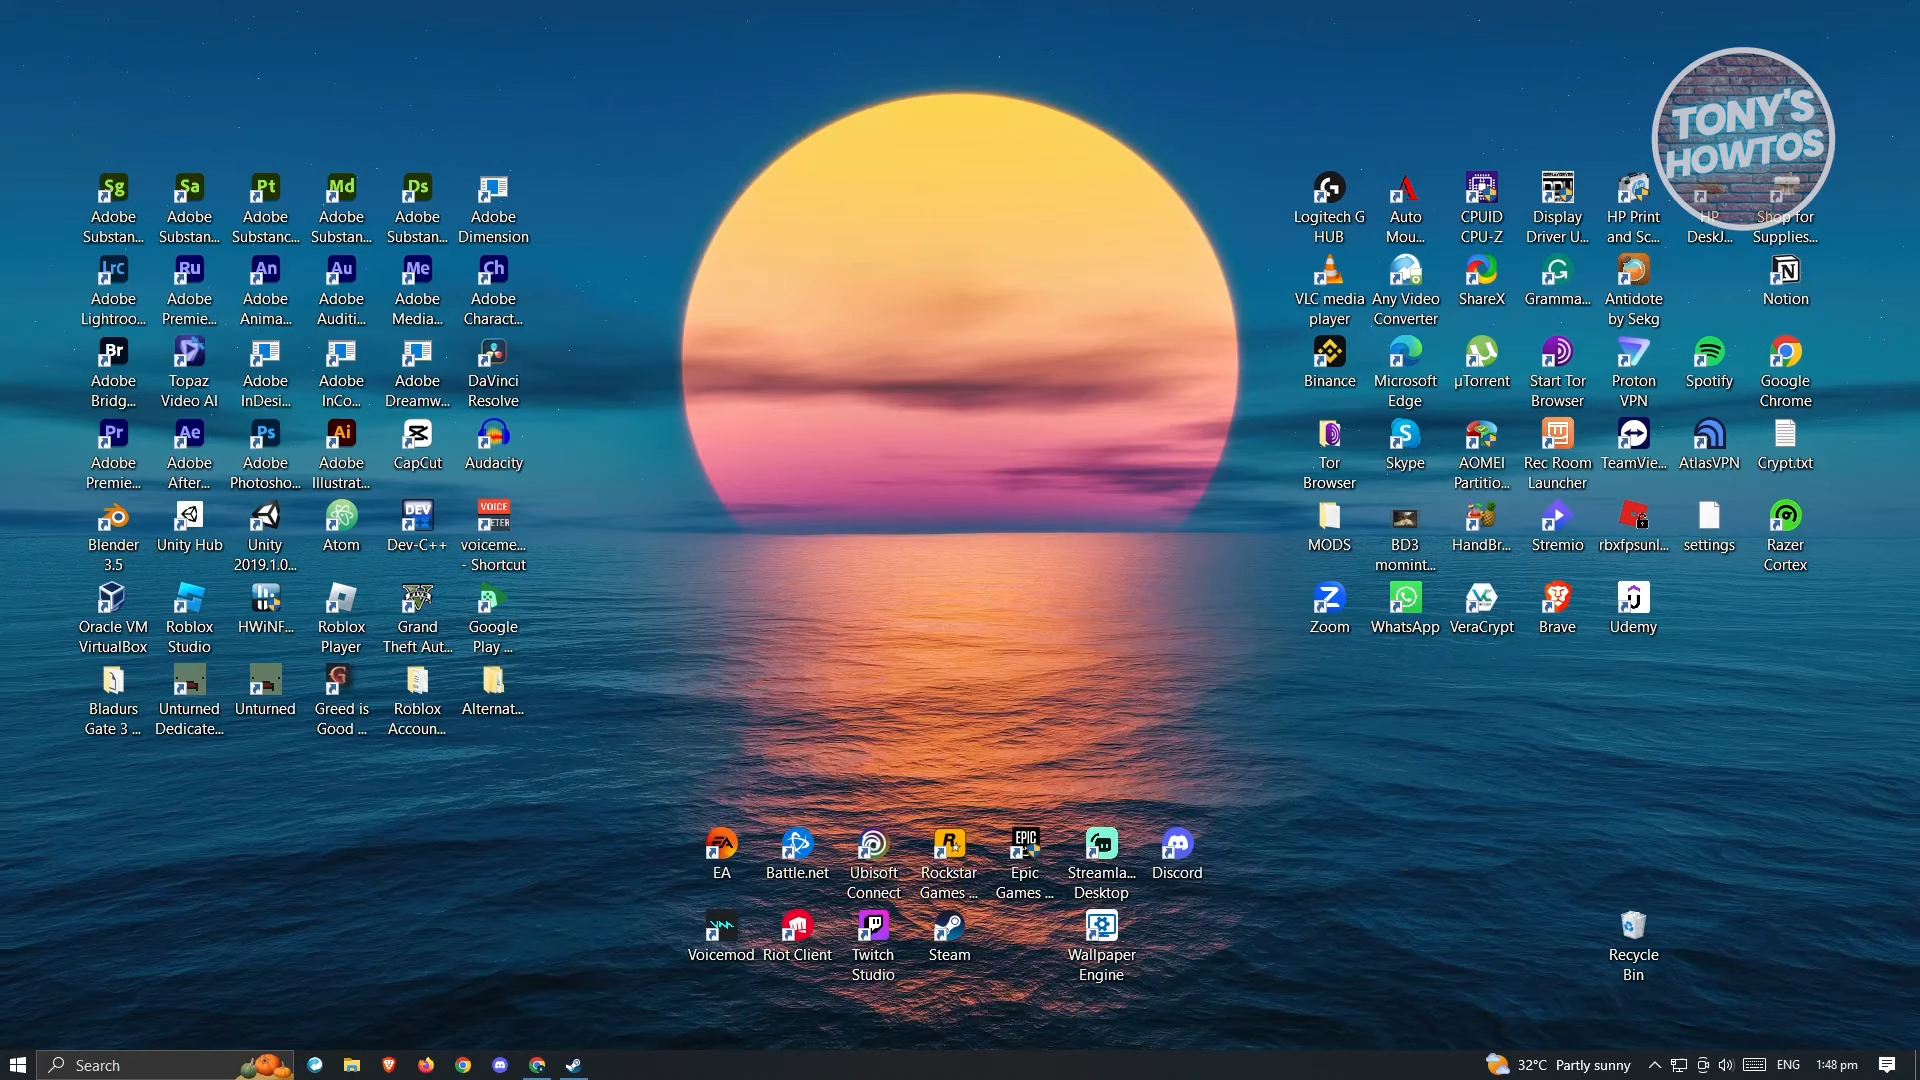 TONY'S
HOWTOS
Adobe
Substan...
Adobe
Substan...
Adobe
Substanc...
Adobe
Substan...
Adobe
Substan...
Adobe
Dimension
Adobe
Lightroo...
Adobe
Premie...
Adobe
Anima...
Adobe
Auditi...
Adobe
Media...
Adobe
Charact...
Adobe
Bridg...
Topaz
Video AI
Adobe
InDesi...
Adobe
InCo...
Adobe
Dreamw...
DaVinci
Resolve
Adobe
Premie...
Adobe
After...
Adobe
Photosho...
Adobe
Illustrat...
CapCut
Audacity
Blender
3.5
Unity Hub
Unity
2019.1.0...
Atom
Dev-C++
voiceme...
- Shortcut
Oracle VM
VirtualBox
Roblox
Studio
HWiNF...
Roblox
Player
Grand
Theft Aut...
Google
Play ...
Bladurs
Gate 3 ...
Unturned
Dedicate...
Unturned
Greed is
Good ...
Roblox
Accoun...
Alternat...
Logitech G
HUB
Auto
Mou...
CPUID
CPU-Z
Display
Driver U...
HP Print
and Sc...
HP
DeskJ...
Shop for
Supplies...
VLC media
player
Any Video
Converter
ShareX
Gramma...
Antidote
by Sekg
Notion
Binance
Microsoft
Edge
µTorrent
Start Tor
Browser
Proton
VPN
Spotify
Google
Chrome
Tor
Browser
Skype
AOMEI
Partitio...
Rec Room
Launcher
TeamVie...
AtlasVPN
Crypt.txt
MODS
BD3
momint...
HandBr...
Stremio
rbxfpsunl...
settings
Razer
Cortex
Zoom
WhatsApp
VeraCrypt
Brave
Udemy
EA
Battle.net
Ubisoft
Connect
Rockstar
Games ...
Epic
Games ...
Streamla...
Desktop
Discord
Voicemod
Riot Client
Twitch
Studio
Steam
Wallpaper
Engine
Recycle
Bin
Search
32°C Partly sunny
ENG
1:48 pm